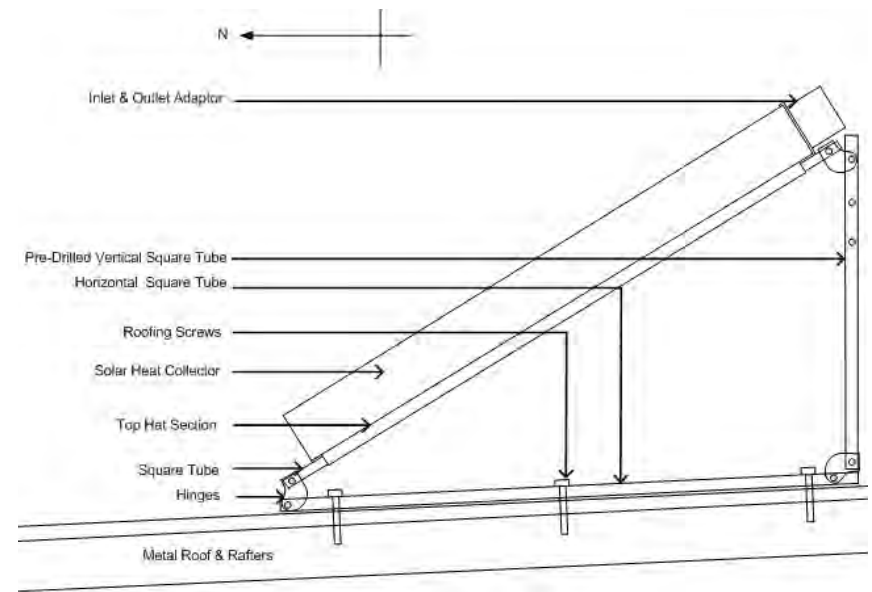 N
Inlet & Outlet Adaptor
Pre-Drilled Vertical Square Tube
Horizontal Square Tube
Roofing Screws
Solar Heat Collector
Top Hat Section
Square Tube
Hinges
Metal Roof & Rafters